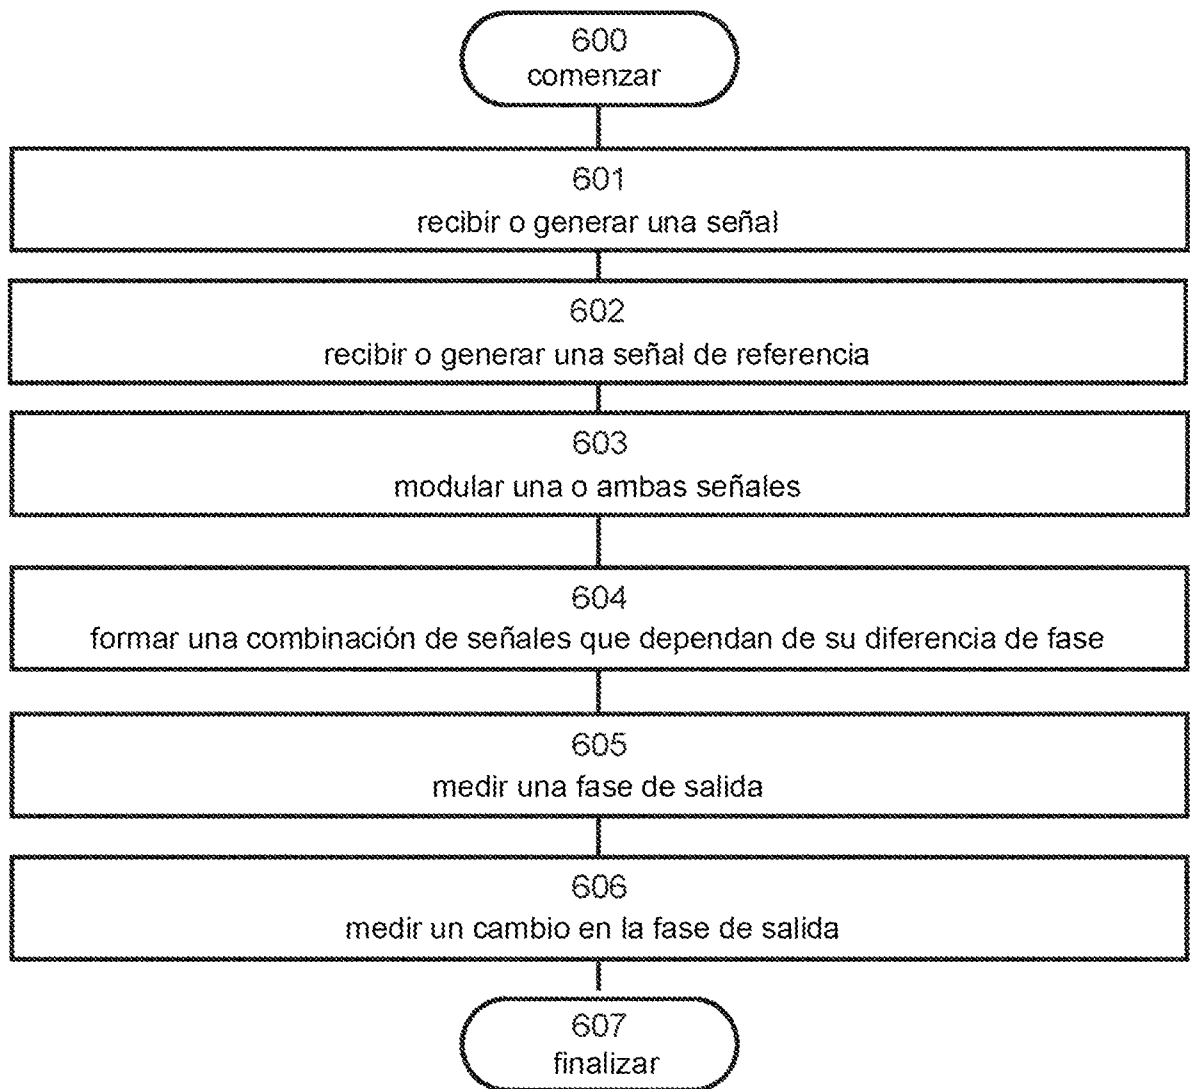 600
comenzar
601
recibir o generar una señal
602
recibir o generar una señal de referencia
603
modular una o ambas señales
604
formar una combinación de señales que dependan de su diferencia de fase
605
medir una fase de salida
606
medir un cambio en la fase de salida
607
finalizar